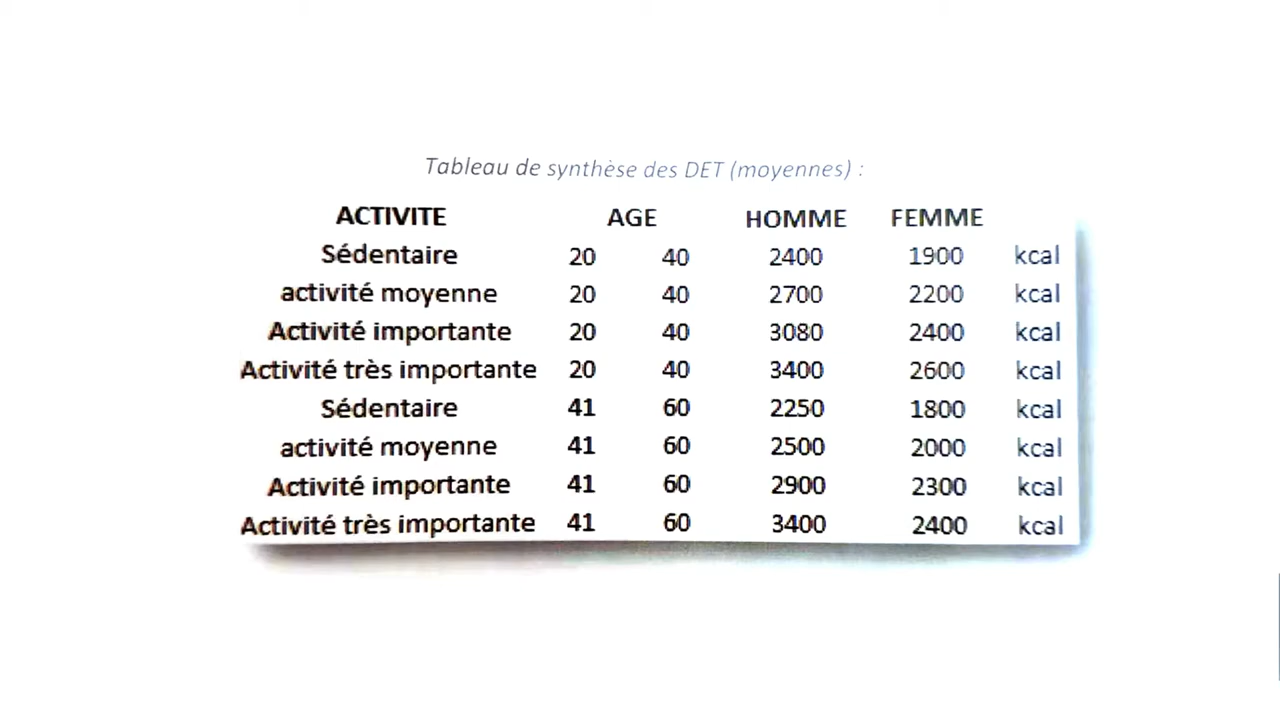 Tableau de synthèse des DET (moyennes) :
ACTIVITE AGE HOMME FEMME
Sédentaire 20 40 2400 1900 kcal
activité moyenne 20 40 2700 2200 kcal
Activité importante 20 40 3080 2400 kcal
Activité très importante 20 40 3400 2600 kcal
Sédentaire 41 60 2250 1800 kcal
activité moyenne 41 60 2500 2000 kcal
Activité importante 41 60 2900 2300 kcal
Activité très importante 41 60 3400 2400 kcal